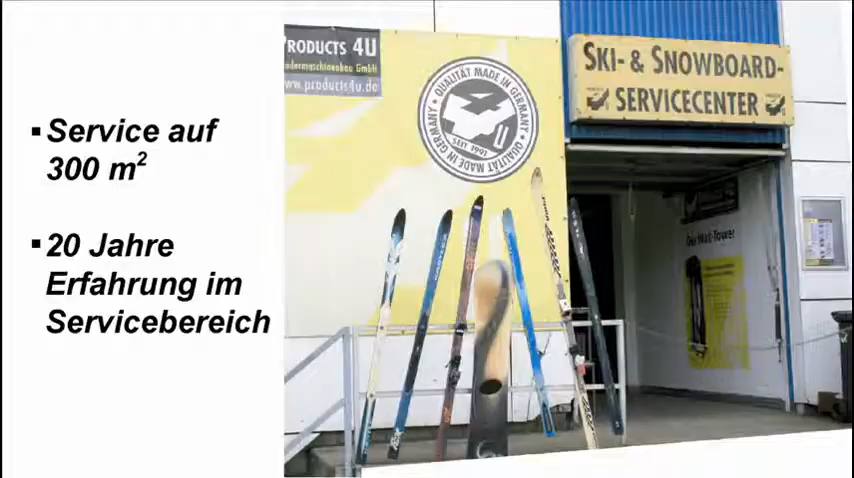 ▪ Service auf
300 m²
▪ 20 Jahre
Erfahrung im
Servicebereich
PRODUCTS 4U
www.products4u.de
QUALITÄT MADE IN GERMANY
QUALITÄT MADE IN GERMANY
4U
SEIT 1991
SKI- & SNOWBOARD-
SERVICECENTER